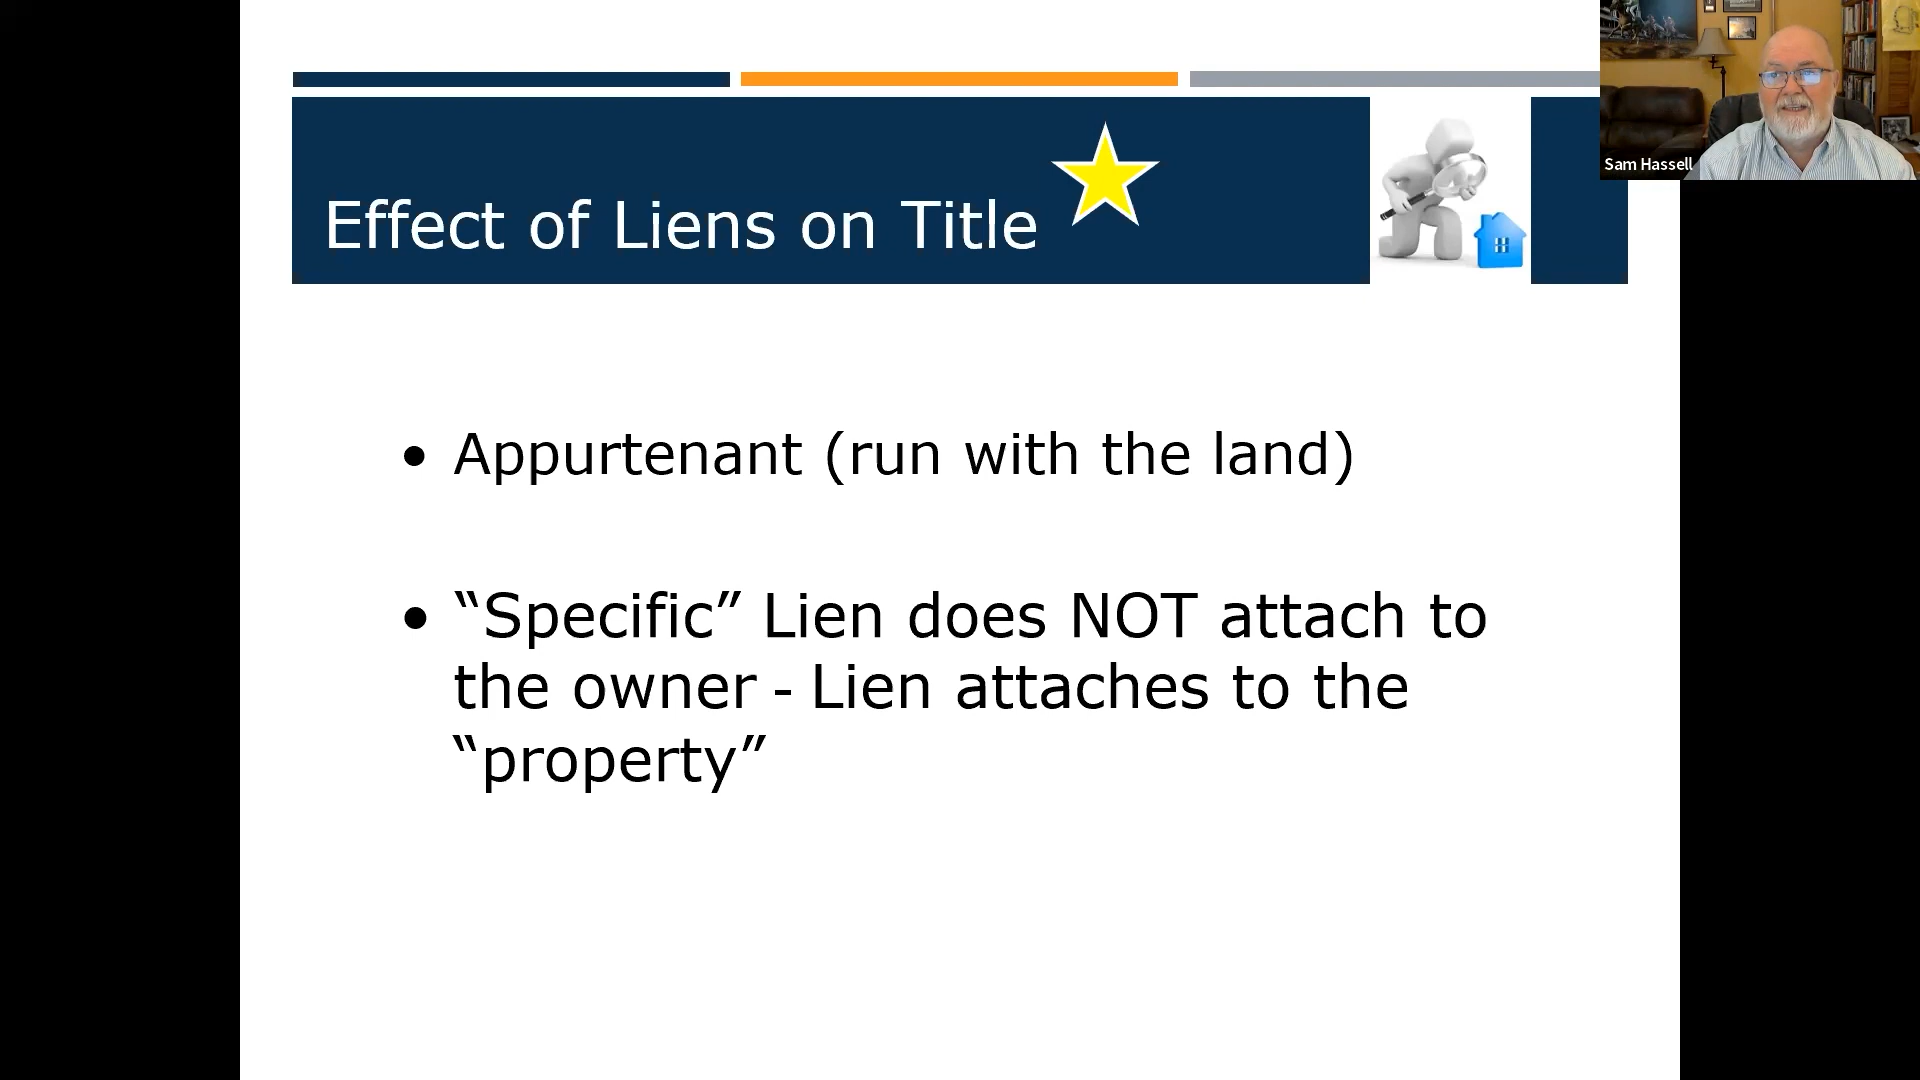 Effect of Liens on Title
Sam Hassell
• Appurtenant (run with the land)
• “Specific” Lien does NOT attach to
the owner - Lien attaches to the
“property”